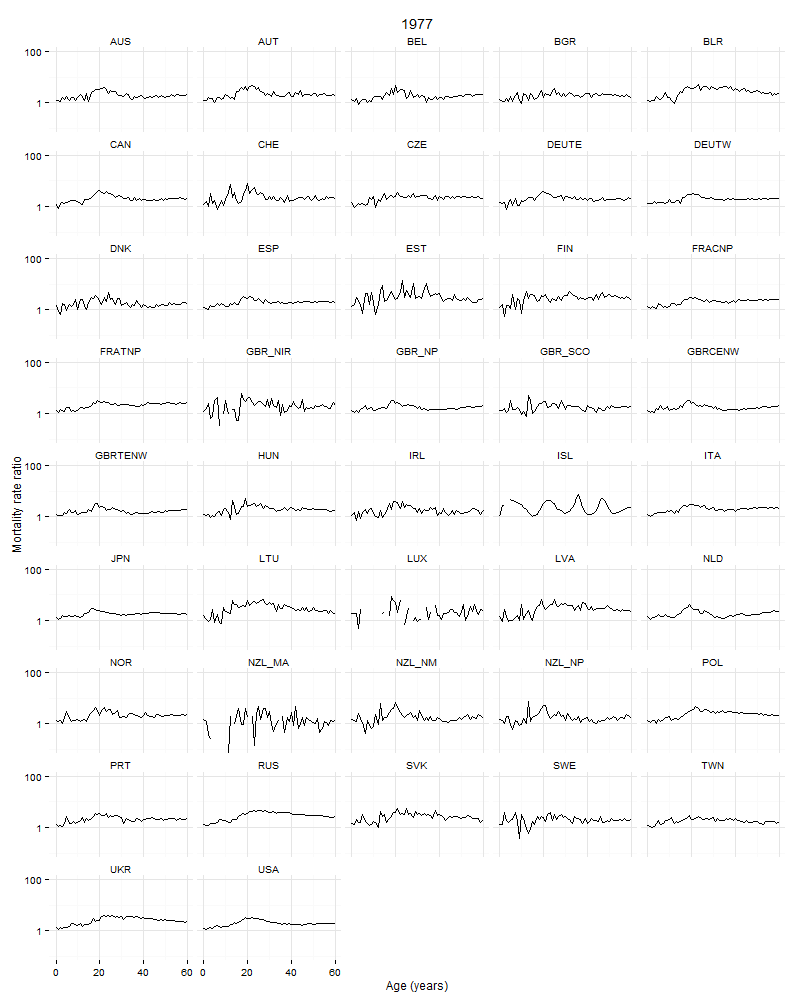 1977
AUS AUT BEL BGR BLR
100
1
CAN CHE CZE DEUTE DEUTW
100
1
DNK ESP EST FIN FRACNP
100
1
FRATNP GBR_NIR GBR_NP GBR_SCO GBRCENW
100
1
GBRTENW HUN IRL ISL ITA
100
1
JPN LTU LUX LVA NLD
100
1
NOR NZL_MA NZL_NM NZL_NP POL
100
1
PRT RUS SVK SWE TWN
100
1
UKR USA
100
1
0 20 40 60 0 20 40 60
Mortality rate ratio
Age (years)